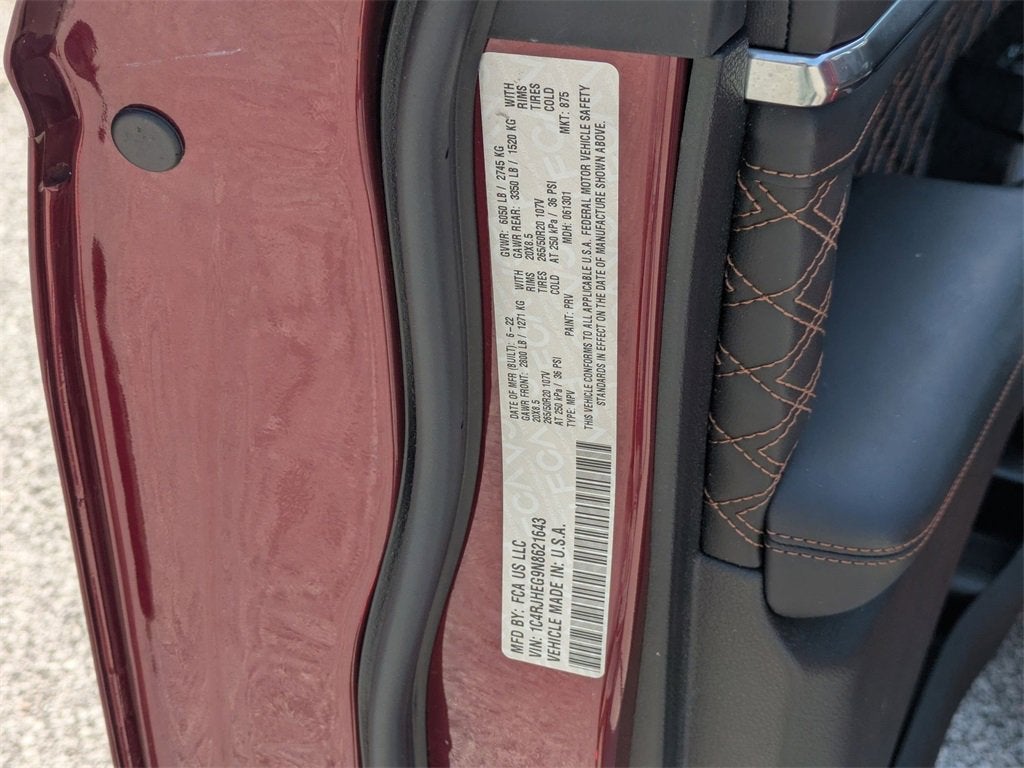 MFD BY: FCA US LLC
VIN: 1C4RJHEG9N8621643
VEHICLE MADE IN: U.S.A.
DATE OF MFR (BUILT): 6-22 GVWR: 6050 LB / 2745 KG
GAWR FRONT: 2800 LB / 1271 KG WITH GAWR REAR: 3350 LB / 1520 KG WITH
20X8.5 RIMS 20X8.5 RIMS
265/50R20 107V TIRES 265/50R20 107V TIRES
AT 250 kPa / 36 PSI COLD AT 250 kPa / 36 PSI COLD
TYPE: MPV PAINT: PRV MDH: 061301 MKT: 875
THIS VEHICLE CONFORMS TO ALL APPLICABLE U.S.A. FEDERAL MOTOR VEHICLE SAFETY
STANDARDS IN EFFECT ON THE DATE OF MANUFACTURE SHOWN ABOVE.